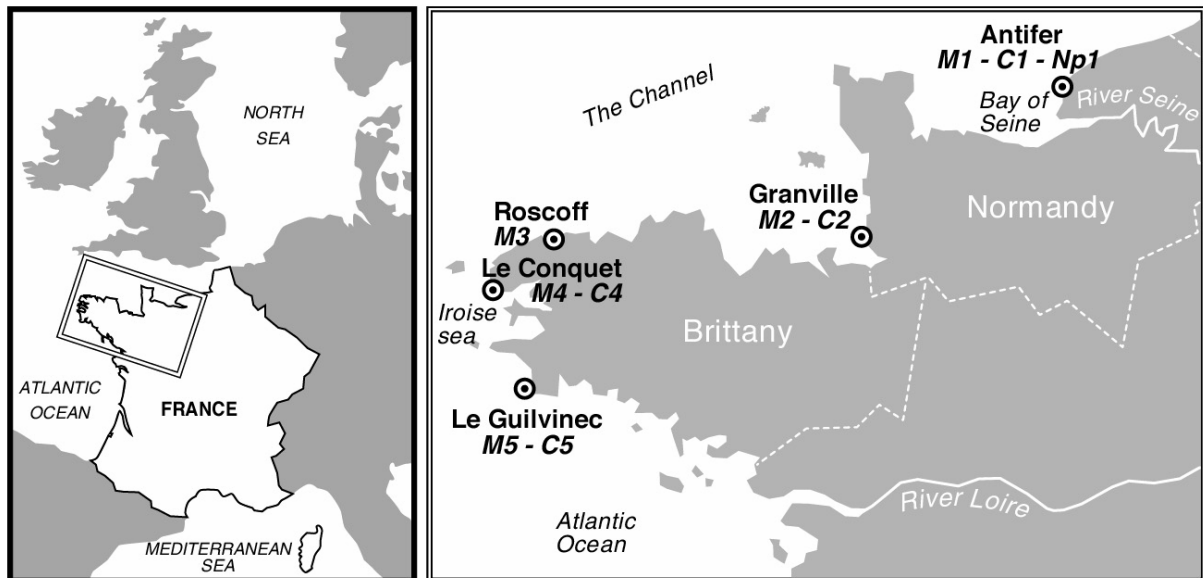 NORTH
SEA
ATLANTIC
OCEAN
FRANCE
MEDITERRANEAN
SEA
Antifer
M1 - C1 - Np1
The Channel
Bay of
Seine
River Seine
Granville
M2 - C2
Normandy
Roscoff
M3
Le Conquet
M4 - C4
Iroise
sea
Brittany
Le Guilvinec
M5 - C5
River Loire
Atlantic
Ocean